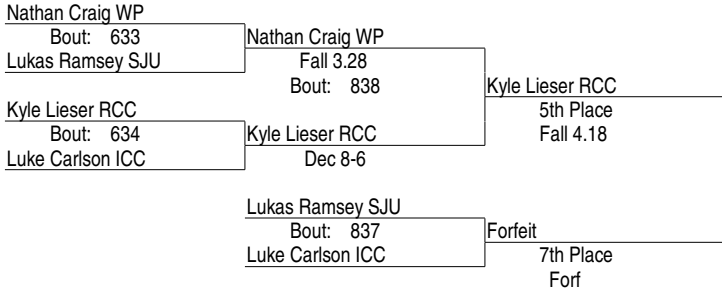 Nathan Craig WP
Bout: 633
Lukas Ramsey SJU
Nathan Craig WP
Fall 3.28
Bout: 838
Kyle Lieser RCC
Bout: 634
Luke Carlson ICC
Kyle Lieser RCC
Dec 8-6
Kyle Lieser RCC
5th Place
Fall 4.18
Lukas Ramsey SJU
Bout: 837
Luke Carlson ICC
Forfeit
7th Place
Forf